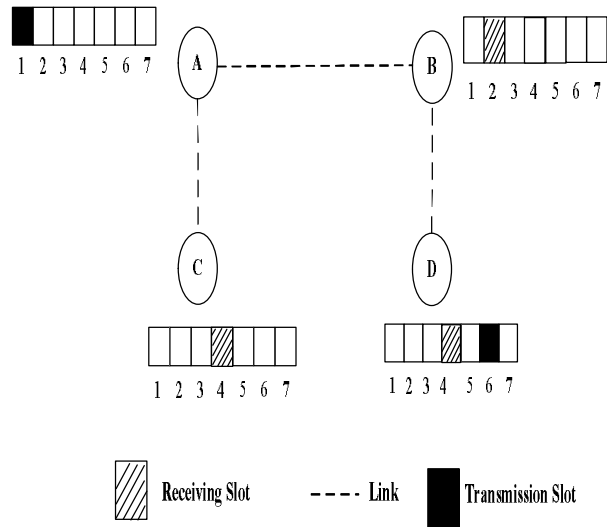 1 2 3 4 5 6 7
A
B
1 2 3 4 5 6 7
C
D
1 2 3 4 5 6 7
1 2 3 4 5 6 7
Receiving Slot
Link
Transmission Slot